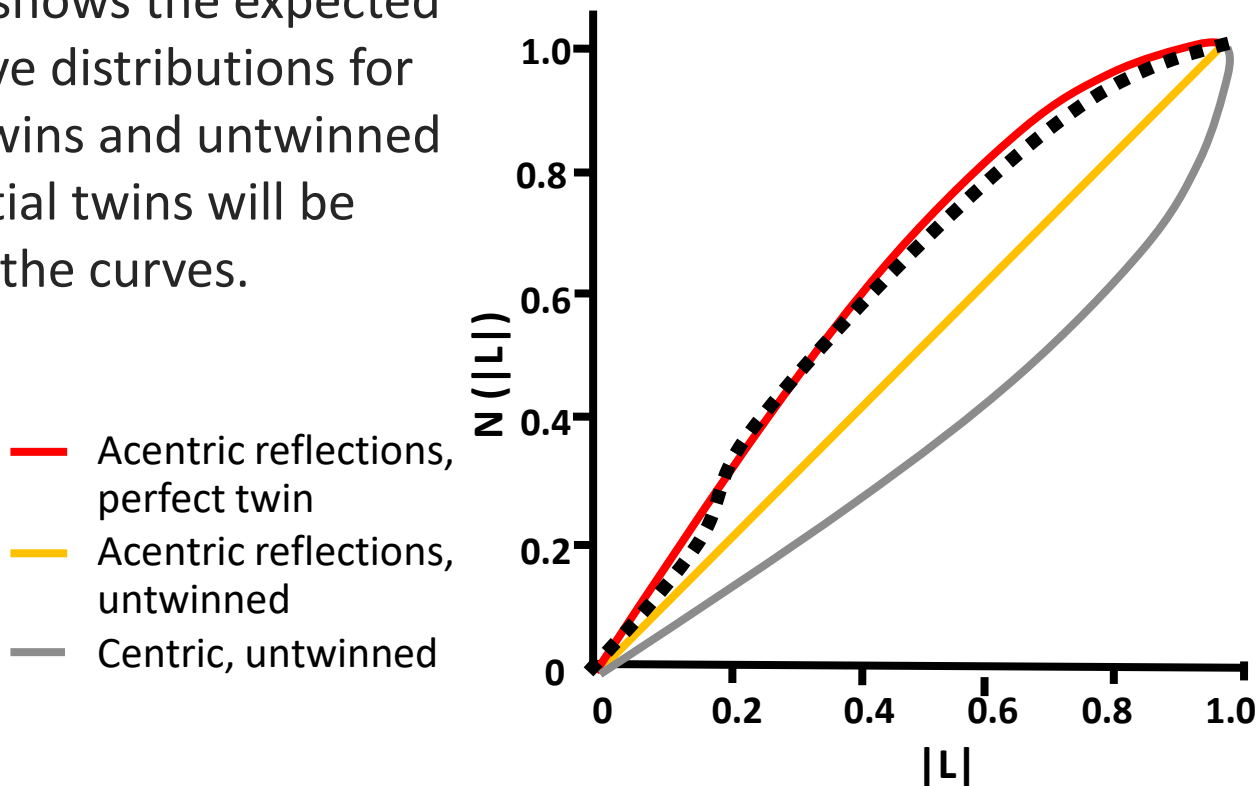 shows the expected
ve distributions for
wins and untwinned
tial twins will be
the curves.
Acentric reflections,
perfect twin
Acentric reflections,
untwinned
Centric, untwinned
N (|L|)
1.0
0.8
0.6
0.4
0.2
0
0 0.2 0.4 0.6 0.8 1.0
|L|